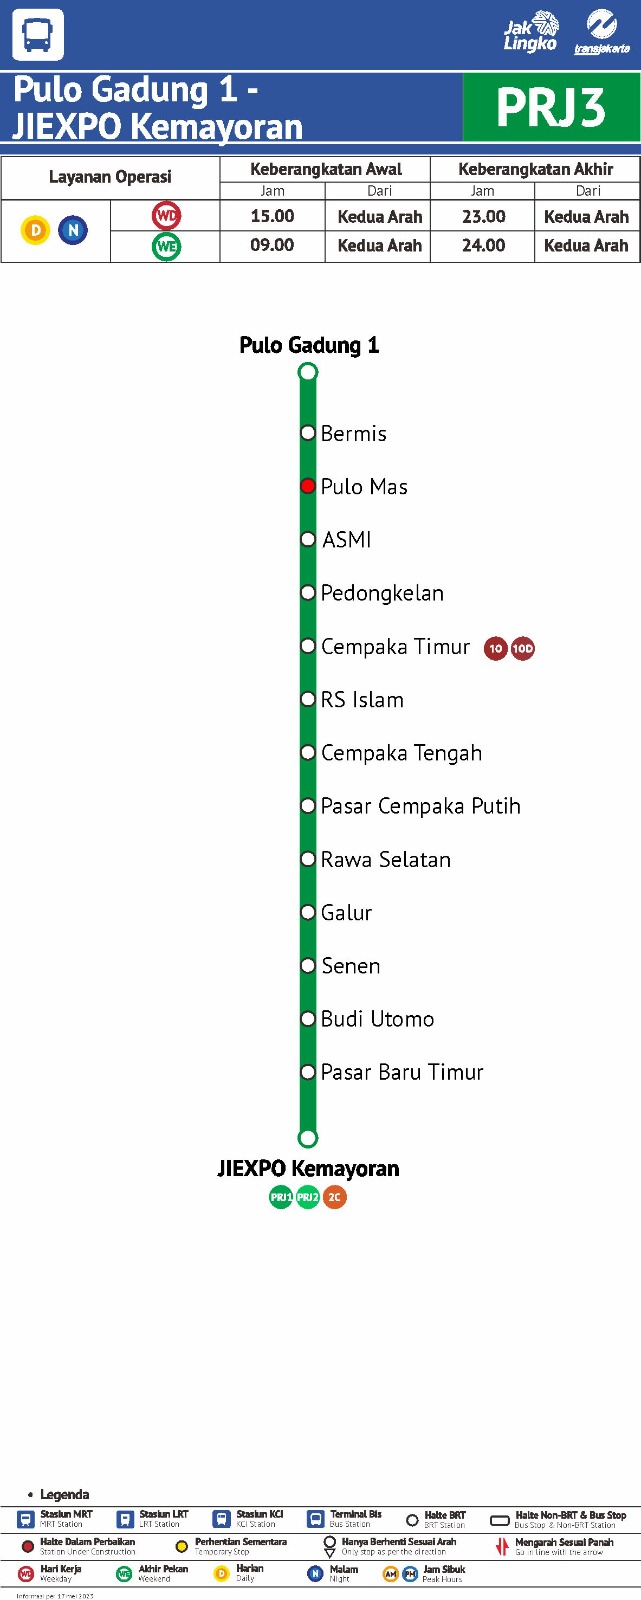 Jak
Lingko
transjakarta
Pulo Gadung 1 -
JIEXPO Kemayoran
PRJ3
Layanan Operasi
Keberangkatan Awal
Keberangkatan Akhir
Jam
Dari
Jam
Dari
D
N
WD
15.00
Kedua Arah
23.00
Kedua Arah
WE
09.00
Kedua Arah
24.00
Kedua Arah
Pulo Gadung 1
Bermis
Pulo Mas
ASMI
Pedongkelan
Cempaka Timur 10 10D
RS Islam
Cempaka Tengah
Pasar Cempaka Putih
Rawa Selatan
Galur
Senen
Budi Utomo
Pasar Baru Timur
JIEXPO Kemayoran
PRJ1 PRJ2 2C
• Legenda
Stasiun MRT
MRT Station
Stasiun LRT
LRT Station
Stasiun KCI
KCI Station
Terminal Bis
Bus Station
Halte BRT
BRT Station
Halte Non-BRT & Bus Stop
Bus Stop & Non-BRT Station
Halte Dalam Perbaikan
Station Under Construction
Perhentian Sementara
Temporary Stop
Hanya Berhenti Sesuai Arah
Only stop as per the direction
Mengarah Sesuai Panah
Go in line with the arrow
WD
Hari Kerja
Weekday
WE
Akhir Pekan
Weekend
D
Harian
Daily
N
Malam
Night
AM PM
Jam Sibuk
Peak Hours
Informasi per 17 mei 2023